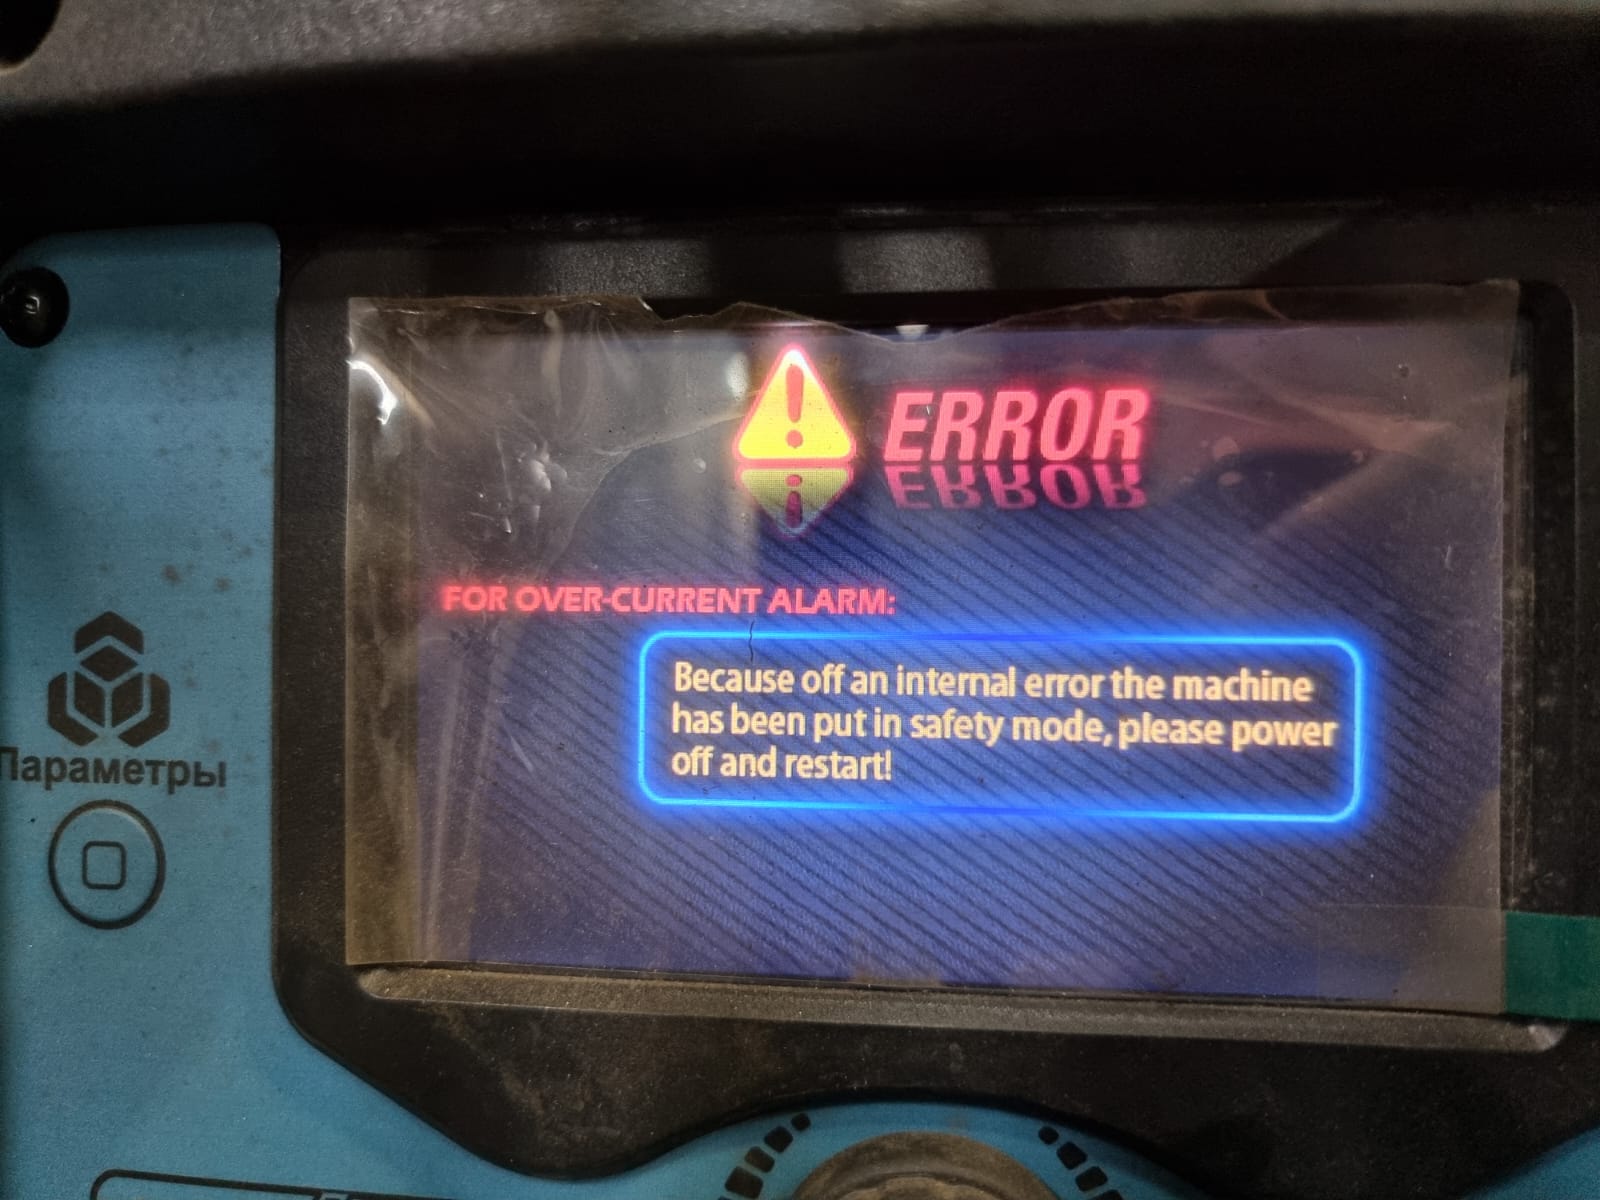 ERROR
FOR OVER-CURRENT ALARM:
Because off an internal error the machine
has been put in safety mode, please power
off and restart!
Параметры